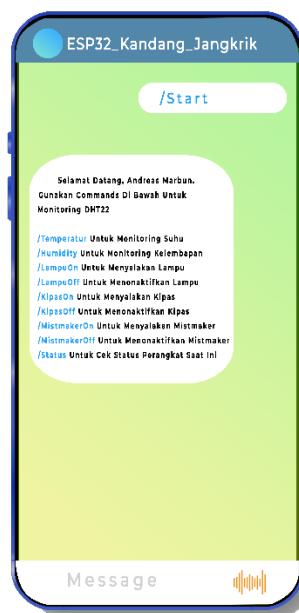 ESP32_Kandang_Jangkrik
/Start
Selamat Datang, Andreas Marbun.
Gunakan Commands Di Bawah Untuk
Monitoring DHT22
/Temperatur Untuk Monitoring Suhu
/Humidity Untuk Monitoring Kelembapan
/LampuOn Untuk Menyalakan Lampu
/LampuOff Untuk Menonaktifkan Lampu
/KipasOn Untuk Menyalakan Kipas
/KipasOff Untuk Menonaktifkan Kipas
/MistmakerOn Untuk Menyalakan Mistmaker
/MistmakerOff Untuk Menonaktifkan Mistmaker
/Status Untuk Cek Status Perangkat Saat Ini
Message